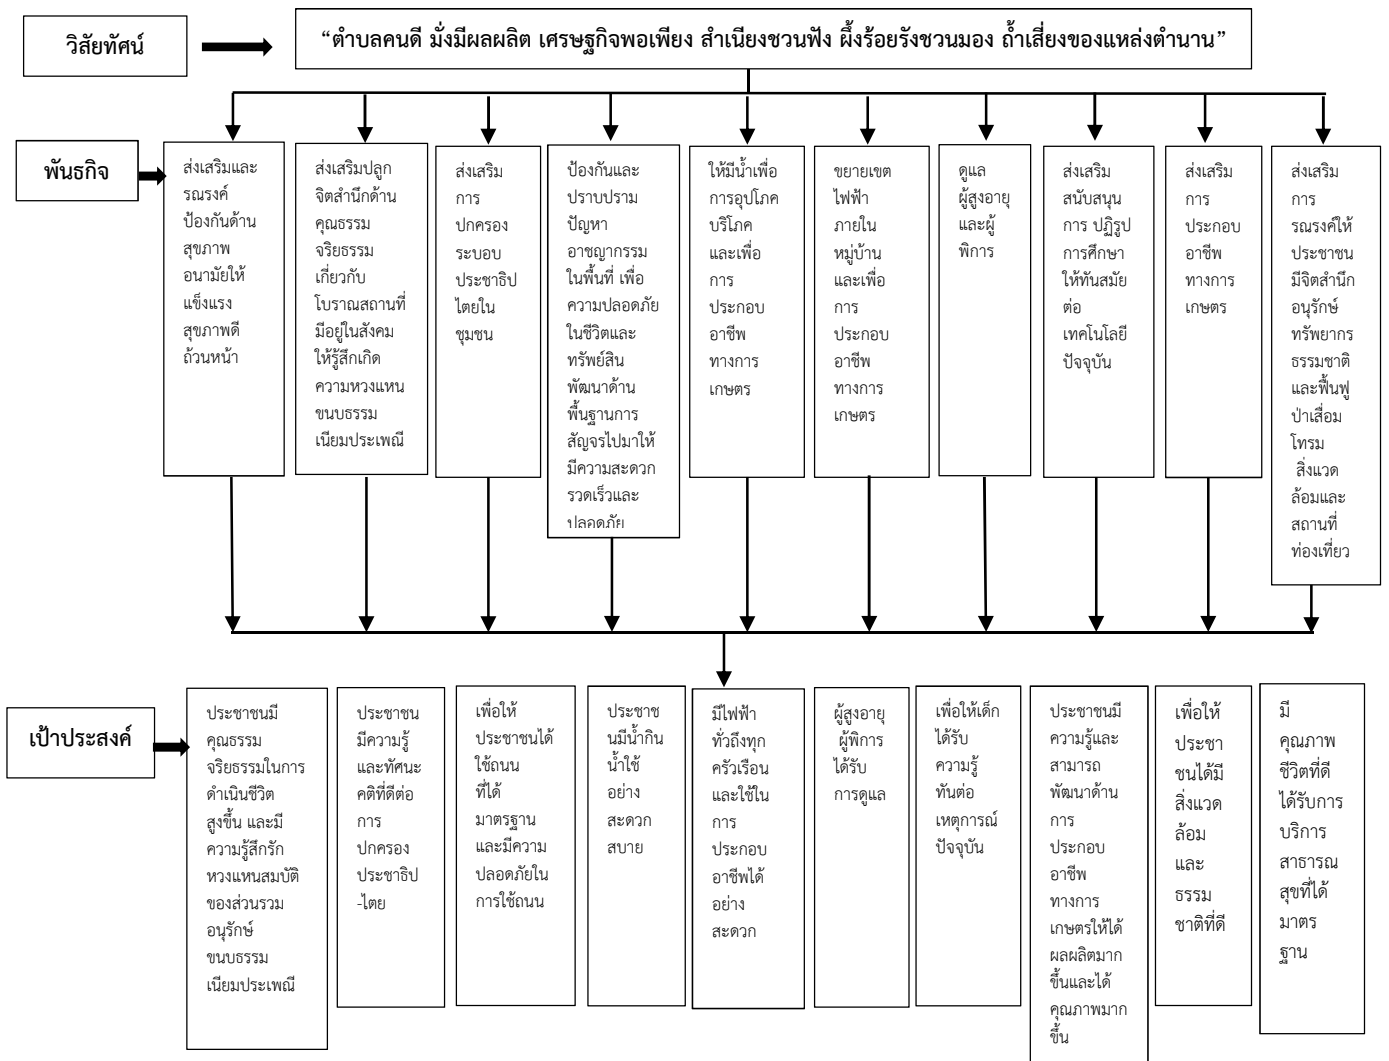 วิสัยทัศน์
“ตำบลคนดี มั่งมีผลผลิต เศรษฐกิจพอเพียง สำเนียงชวนฟัง ผึ้งร้อยรังชวนมอง ถ้ำเสี่ยงของแหล่งตำนาน”
พันธกิจ
ส่งเสริมและ
รณรงค์
ป้องกันด้าน
สุขภาพ
อนามัยให้
แข็งแรง
สุขภาพดี
ถ้วนหน้า
ส่งเสริมปลูก
จิตสำนึกด้าน
คุณธรรม
จริยธรรม
เกี่ยวกับ
โบราณสถานที่
มีอยู่ในสังคม
ให้รู้สึกเกิด
ความหวงแหน
ขนบธรรม
เนียมประเพณี
ส่งเสริม
การ
ปกครอง
ระบอบ
ประชาธิป
ไตยใน
ชุมชน
ป้องกันและ
ปราบปราม
ปัญหา
อาชญากรรม
ในพื้นที่ เพื่อ
ความปลอดภัย
ในชีวิตและ
ทรัพย์สิน
พัฒนาด้าน
พื้นฐานการ
สัญจรไปมาให้
มีความสะดวก
รวดเร็วและ
ปลอดภัย
ให้มีน้ำเพื่อ
การอุปโภค
บริโภค
และเพื่อ
การ
ประกอบ
อาชีพ
ทางการ
เกษตร
ขยายเขต
ไฟฟ้า
ภายใน
หมู่บ้าน
และเพื่อ
การ
ประกอบ
อาชีพ
ทางการ
เกษตร
ดูแล
ผู้สูงอายุ
และผู้
พิการ
ส่งเสริม
สนับสนุน
การ ปฏิรูป
การศึกษา
ให้ทันสมัย
ต่อ
เทคโนโลยี
ปัจจุบัน
ส่งเสริม
การ
ประกอบ
อาชีพ
ทางการ
เกษตร
ส่งเสริม
การ
รณรงค์ให้
ประชาชน
มีจิตสำนึก
อนุรักษ์
ทรัพยากร
ธรรมชาติ
และฟื้นฟู
ป่าเสื่อม
โทรม
สิ่งแวด
ล้อมและ
สถานที่
ท่องเที่ยว
เป้าประสงค์
ประชาชนมี
คุณธรรม
จริยธรรมในการ
ดำเนินชีวิต
สูงขึ้น และมี
ความรู้สึกรัก
หวงแหนสมบัติ
ของส่วนรวม
อนุรักษ์
ขนบธรรม
เนียมประเพณี
ประชาชน
มีความรู้
และทัศนะ
คติที่ดีต่อ
การ
ปกครอง
ประชาธิป
-ไตย
เพื่อให้
ประชาชนได้
ใช้ถนน
ที่ได้
มาตรฐาน
และมีความ
ปลอดภัยใน
การใช้ถนน
ประชาช
นมีน้ำกิน
น้ำใช้
อย่าง
สะดวก
สบาย
มีไฟฟ้า
ทั่วถึงทุก
ครัวเรือน
และใช้ใน
การ
ประกอบ
อาชีพได้
อย่าง
สะดวก
ผู้สูงอายุ
ผู้พิการ
ได้รับ
การดูแล
เพื่อให้เด็ก
ได้รับ
ความรู้
ทันต่อ
เหตุการณ์
ปัจจุบัน
ประชาชนมี
ความรู้และ
สามารถ
พัฒนาด้าน
การ
ประกอบ
อาชีพ
ทางการ
เกษตรให้ได้
ผลผลิตมาก
ขึ้นและได้
คุณภาพมาก
ขึ้น
เพื่อให้
ประชา
ชนได้มี
สิ่งแวด
ล้อม
และ
ธรรม
ชาติที่ดี
มี
คุณภาพ
ชีวิตที่ดี
ได้รับการ
บริการ
สาธารณ
สุขที่ได้
มาตร
ฐาน